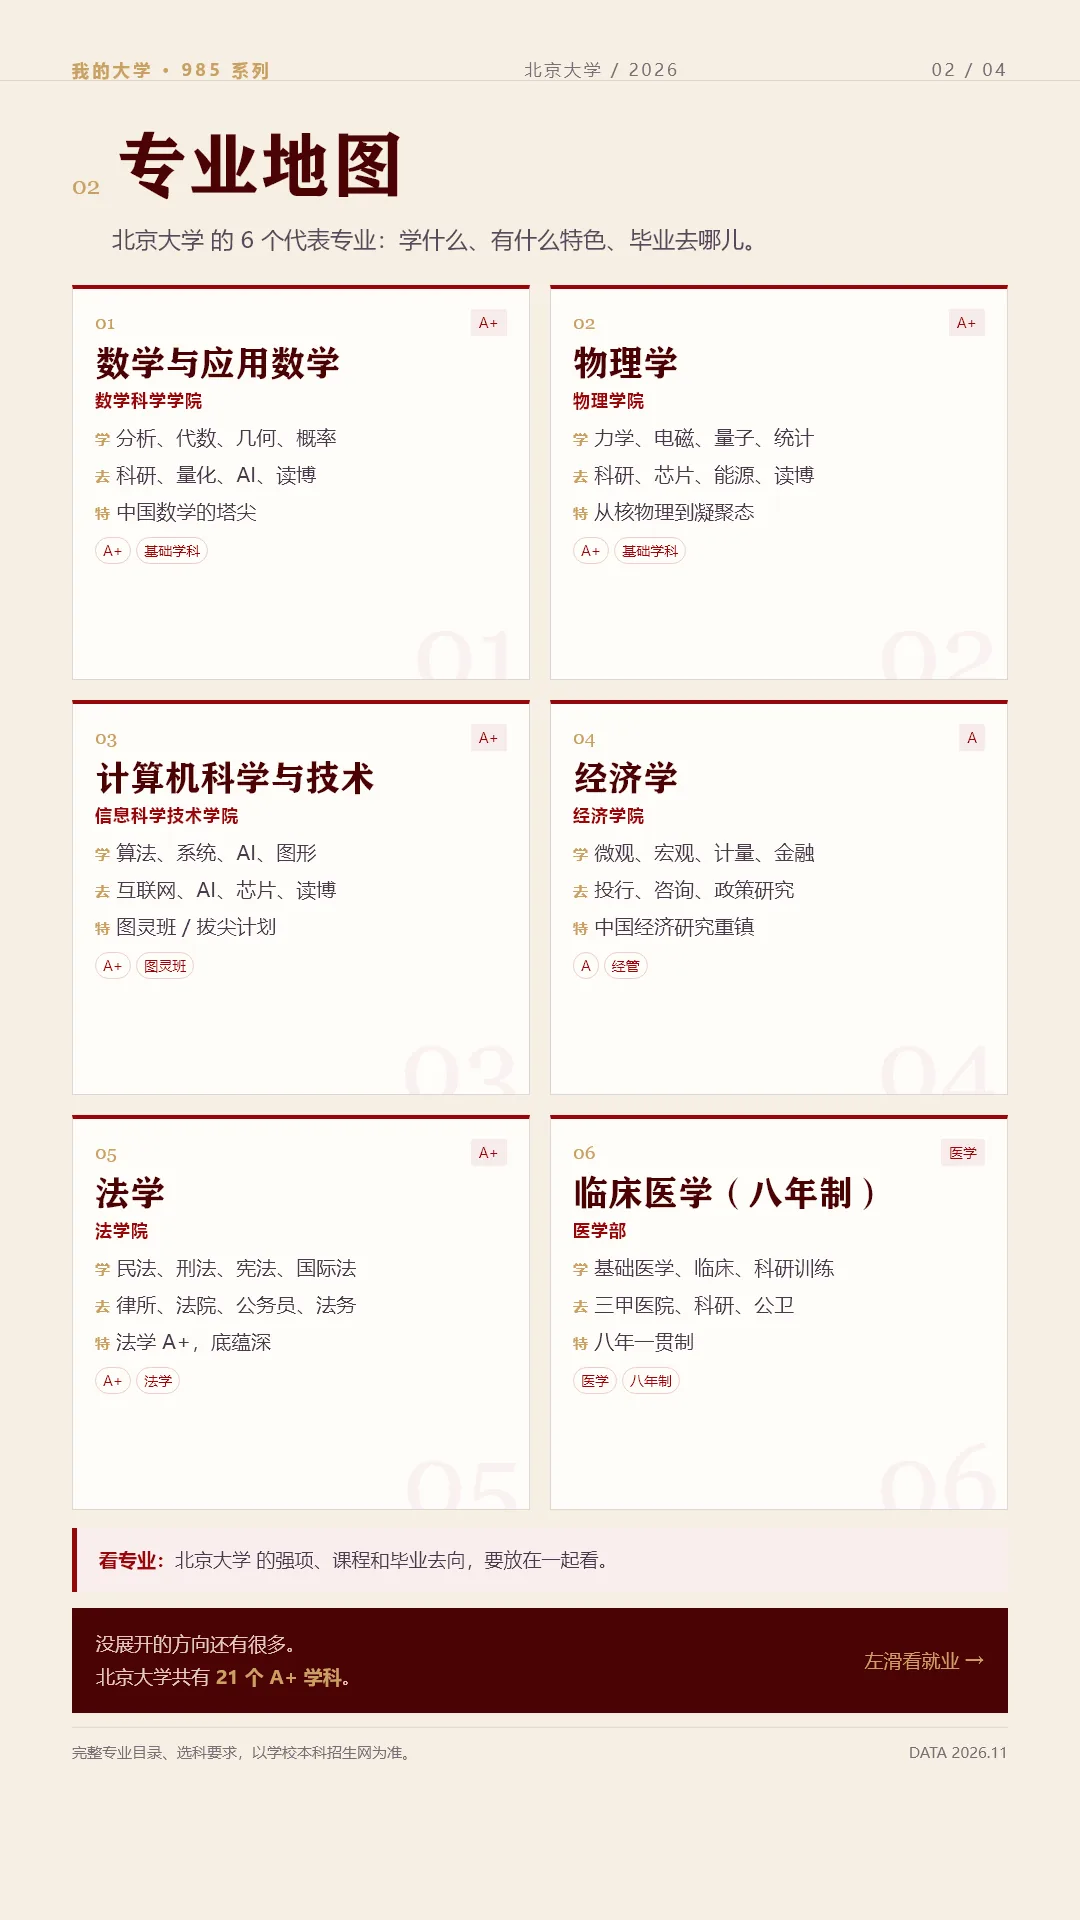 我的大学 • 985 系列
北京大学 / 2026
02 / 04
02 专业地图
北京大学 的 6 个代表专业：学什么、有什么特色、毕业去哪儿。
01
A+
数学与应用数学
数学科学学院
学 分析、代数、几何、概率
去 科研、量化、AI、读博
特 中国数学的塔尖
A+ 基础学科
01
02
A+
物理学
物理学院
学 力学、电磁、量子、统计
去 科研、芯片、能源、读博
特 从核物理到凝聚态
A+ 基础学科
02
03
A+
计算机科学与技术
信息科学技术学院
学 算法、系统、AI、图形
去 互联网、AI、芯片、读博
特 图灵班 / 拔尖计划
A+ 图灵班
03
04
A
经济学
经济学院
学 微观、宏观、计量、金融
去 投行、咨询、政策研究
特 中国经济研究重镇
A 经管
04
05
A+
法学
法学院
学 民法、刑法、宪法、国际法
去 律所、法院、公务员、法务
特 法学 A+，底蕴深
A+ 法学
05
06
医学
临床医学（八年制）
医学部
学 基础医学、临床、科研训练
去 三甲医院、科研、公卫
特 八年一贯制
医学 八年制
06
看专业：北京大学 的强项、课程和毕业去向，要放在一起看。
没展开的方向还有很多。
北京大学共有 21 个 A+ 学科。
左滑看就业 →
完整专业目录、选科要求，以学校本科招生网为准。
DATA 2026.11